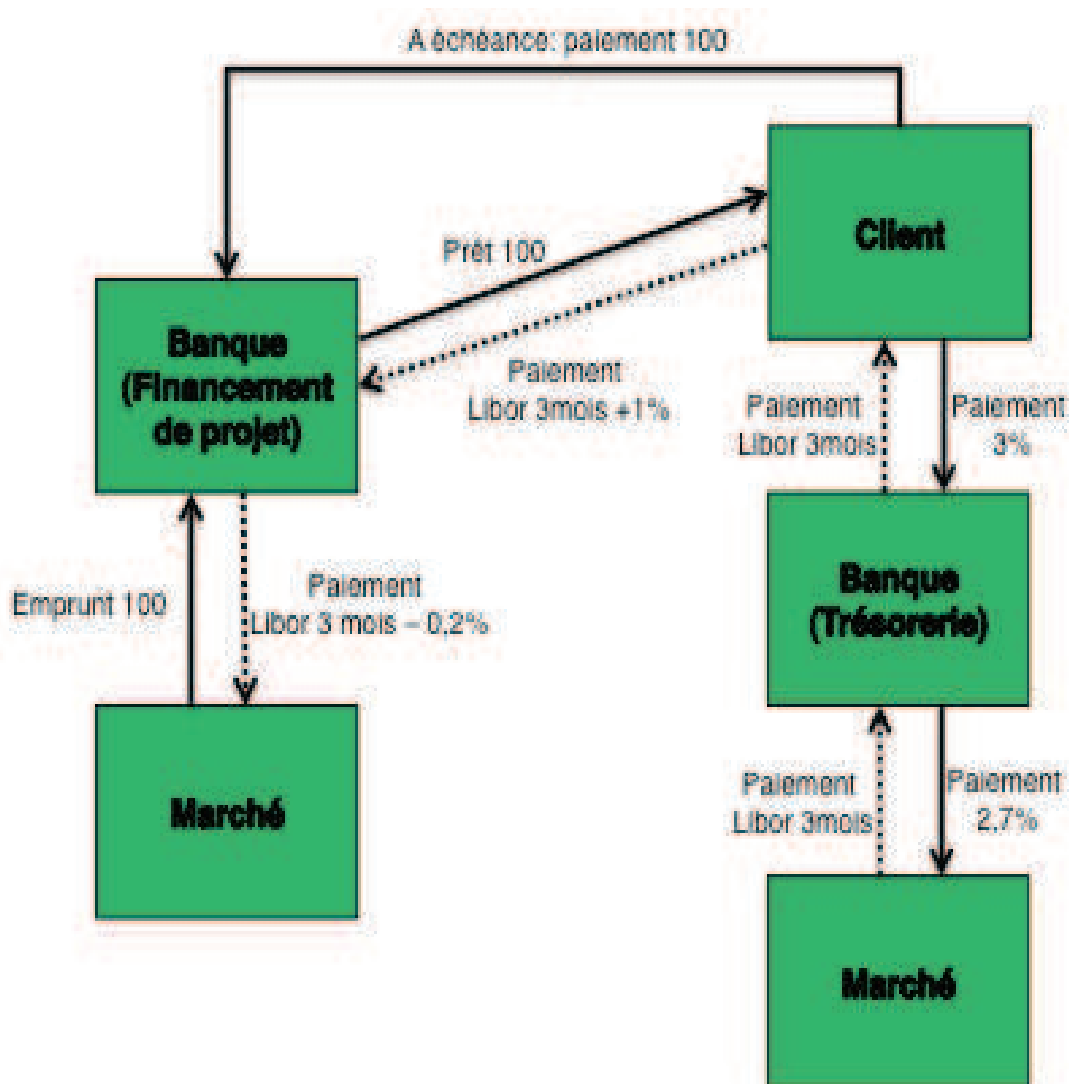 A échéance: paiement 100
Client
Prêt 100
Banque
(Financement
de projet)
Paiement
Libor 3mois +1%
Paiement
Libor 3mois
Paiement
3%
Emprunt 100
Paiement
Libor 3 mois – 0,2%
Banque
(Trésorerie)
Marché
Paiement
Libor 3mois
Paiement
2,7%
Marché